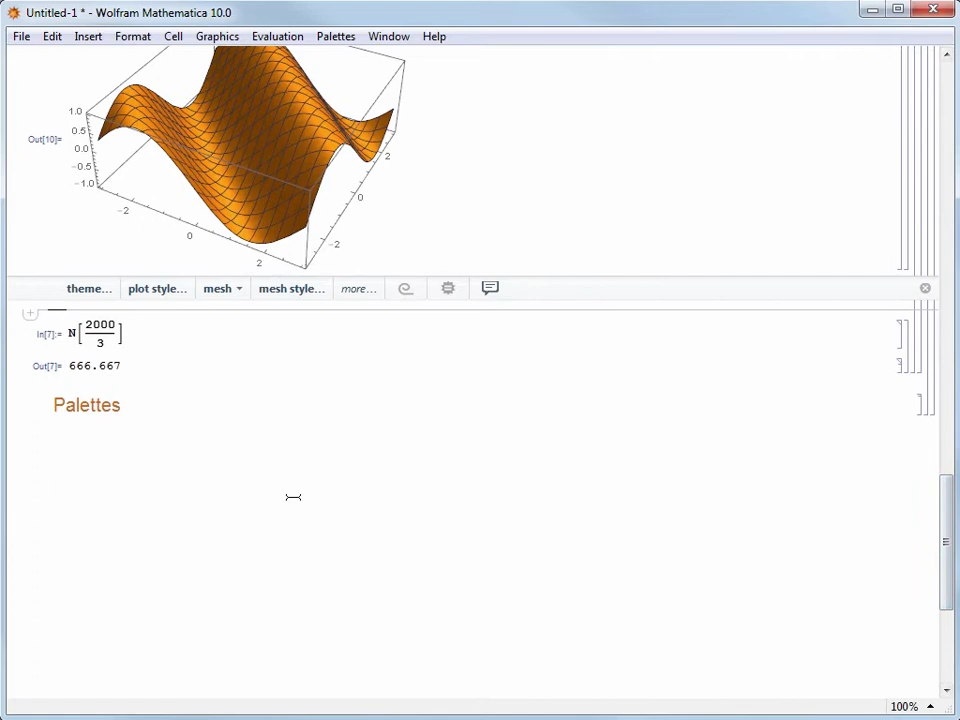 Untitled-1 * - Wolfram Mathematica 10.0
File Edit Insert Format Cell Graphics Evaluation Palettes Window Help
1.0
0.5
Out[10]= 0.0
-0.5
-1.0
-2
0
2
-2
0
2
theme... plot style... mesh mesh style... more...
In[7]:= N[2000/3]
Out[7]= 666.667
Palettes
100%